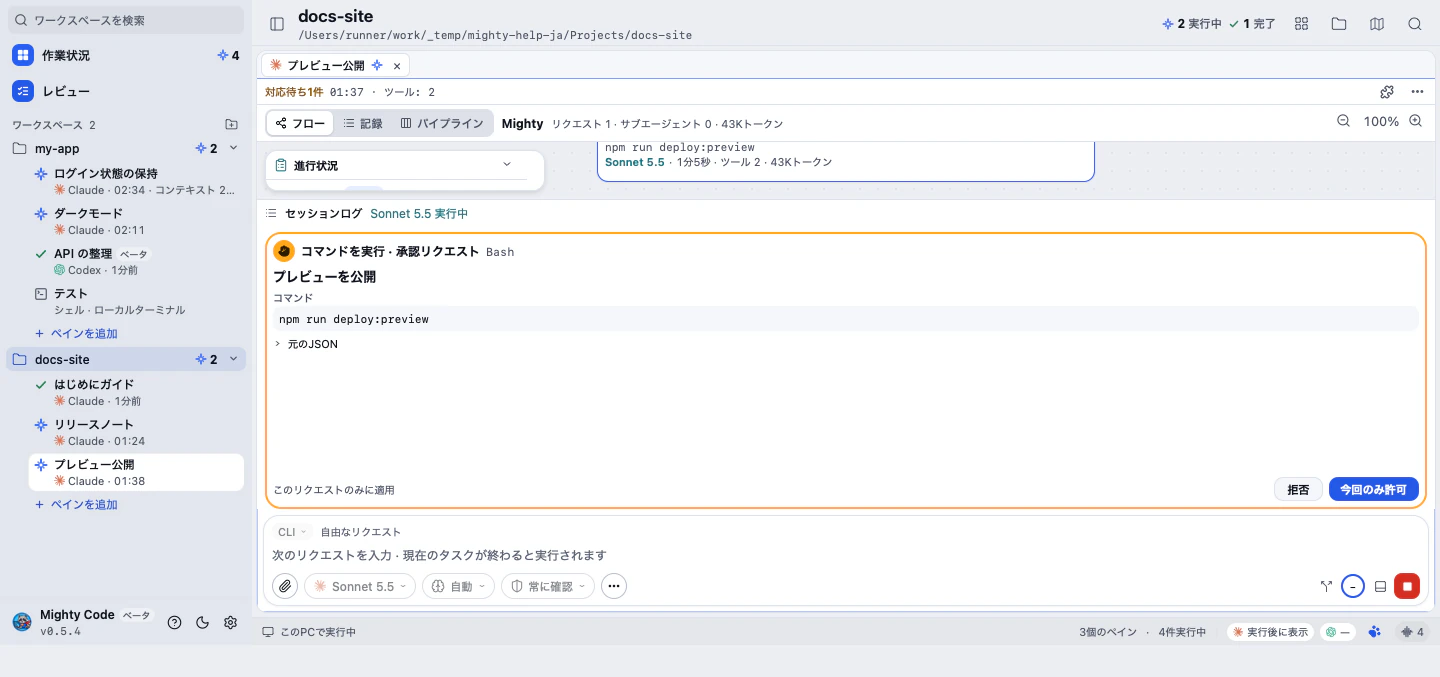 ワークスペースを検索
作業状況 4
レビュー
ワークスペース 2
my-app 2
ログイン状態の保持
Claude · 02:34 · コンテキスト 2...
ダークモード
Claude · 02:11
API の整理 ベータ
Codex · 1分前
テスト
シェル · ローカルターミナル
+ ペインを追加
docs-site 2
はじめにガイド
Claude · 1分前
リリースノート
Claude · 01:24
プレビュー公開
Claude · 01:38
+ ペインを追加
Mighty Code ベータ
v0.5.4
docs-site
/Users/runner/work/_temp/mighty-help-ja/Projects/docs-site
2 実行中 1 完了
プレビュー公開 ×
対応待ち1件 01:37 · ツール: 2
フロー 記録 パイプライン Mighty リクエスト 1 · サブエージェント 0 · 43Kトークン
100%
進行状況
npm run deploy:preview
Sonnet 5.5 · 1分5秒 · ツール 2 · 43Kトークン
セッションログ Sonnet 5.5 実行中
コマンドを実行 · 承認リクエスト Bash
プレビューを公開
コマンド
npm run deploy:preview
元のJSON
このリクエストのみに適用
拒否 今回のみ許可
CLI 自由なリクエスト
次のリクエストを入力 · 現在のタスクが終わると実行されます
Sonnet 5.5 自動 常に確認
このPCで実行中
3個のペイン · 4件実行中 実行後に表示 — 4